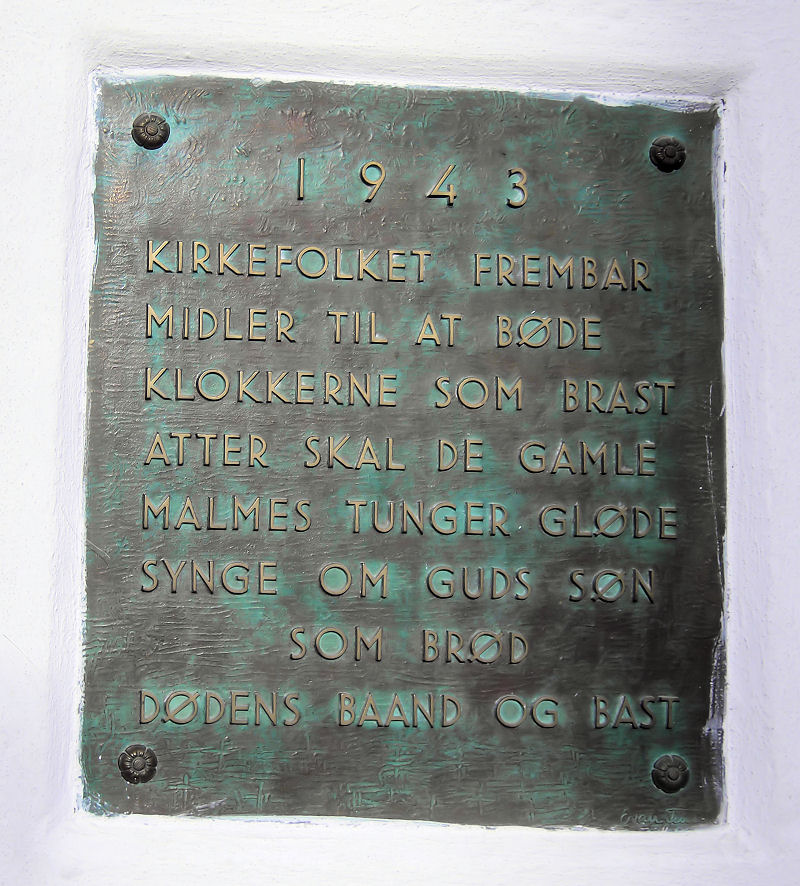 1943
KIRKEFOLKET FREMBAR
MIDLER TIL AT BØDE
KLOKKERNE SOM BRAST
ATTER SKAL DE GAMLE
MALMES TUNGER GLØDE
SYNGE OM GUDS SØN
SOM BRØD
DØDENS BAAND OG BAST